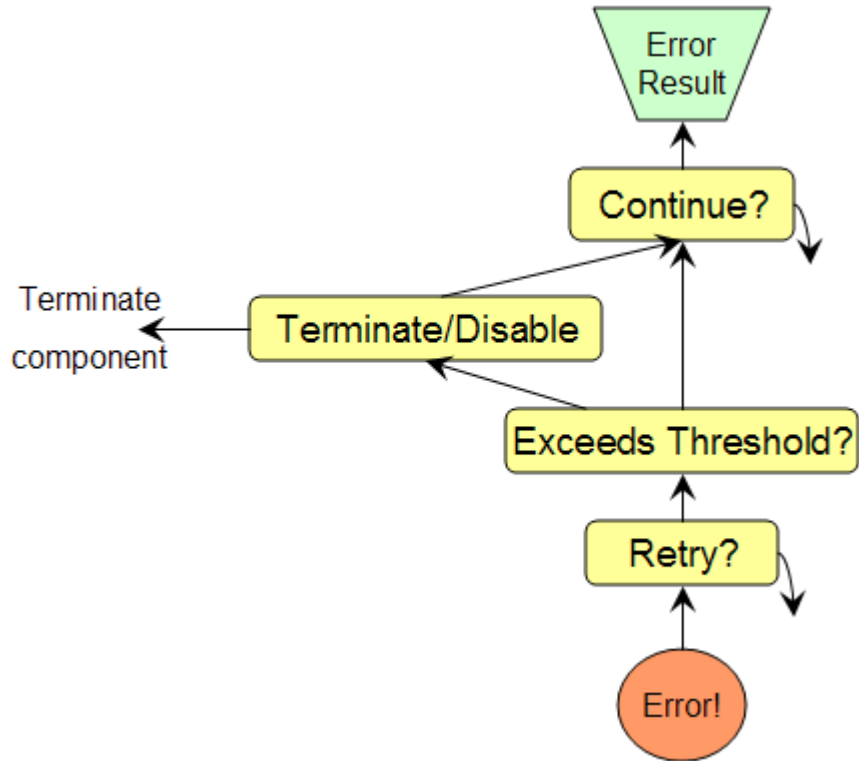 Error
Result
Continue?
Terminate
component
Terminate/Disable
Exceeds Threshold?
Retry?
Error!